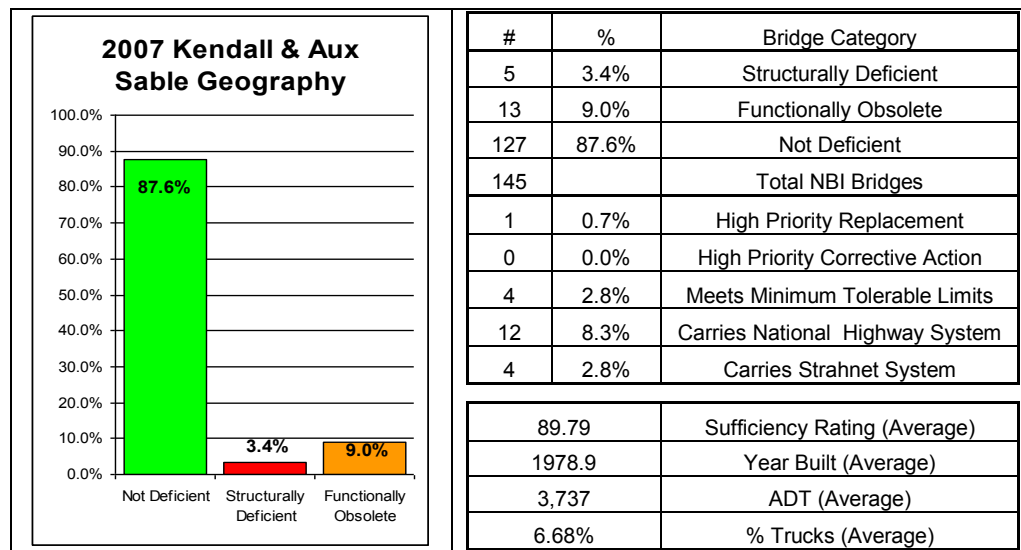 2007 Kendall & Aux
Sable Geography
100.0%
90.0%
80.0%
70.0%
60.0%
50.0%
40.0%
30.0%
20.0%
10.0%
0.0%
87.6%
3.4%
9.0%
Not Deficient
Structurally
Deficient
Functionally
Obsolete
# % Bridge Category
5 3.4% Structurally Deficient
13 9.0% Functionally Obsolete
127 87.6% Not Deficient
145 Total NBI Bridges
1 0.7% High Priority Replacement
0 0.0% High Priority Corrective Action
4 2.8% Meets Minimum Tolerable Limits
12 8.3% Carries National Highway System
4 2.8% Carries Strahnet System
89.79 Sufficiency Rating (Average)
1978.9 Year Built (Average)
3,737 ADT (Average)
6.68% % Trucks (Average)